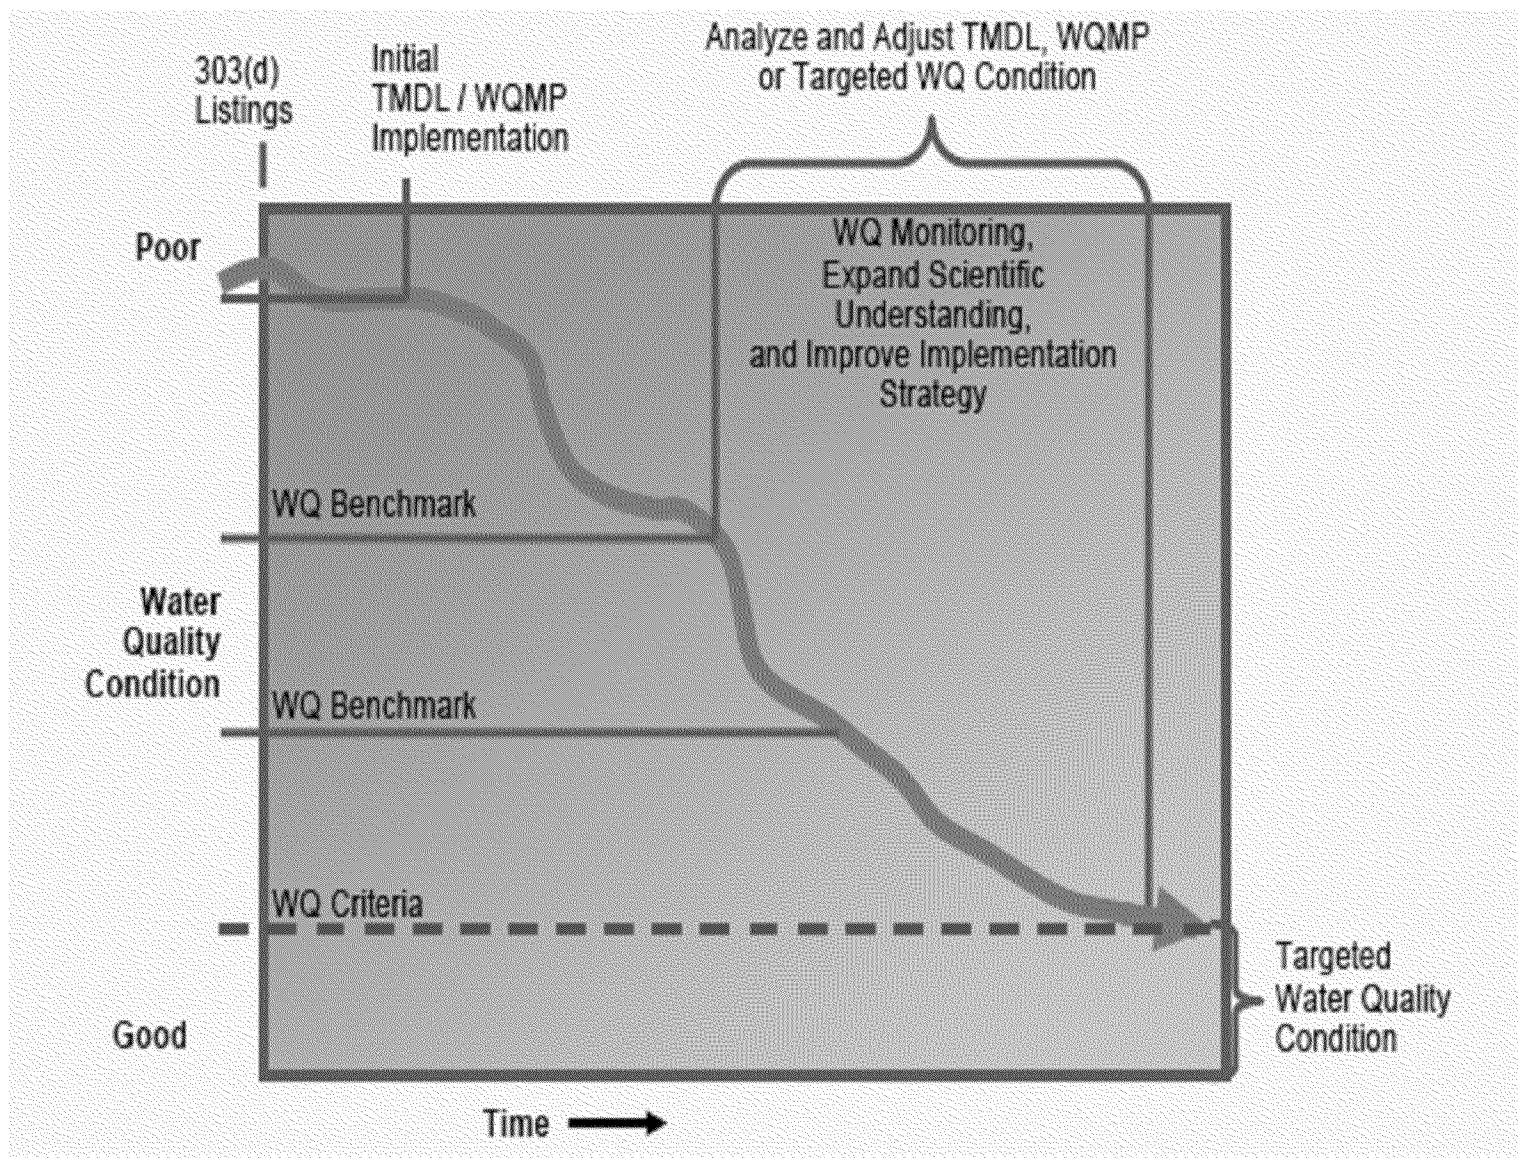 Analyze and Adjust TMDL, WQMP
or Targeted WQ Condition
303(d)
Listings
Initial
TMDL / WQMP
Implementation
Poor
WQ Monitoring,
Expand Scientific
Understanding,
and Improve Implementation
Strategy
WQ Benchmark
Water
Quality
Condition
WQ Benchmark
WQ Criteria
Targeted
Water Quality
Condition
Good
Time